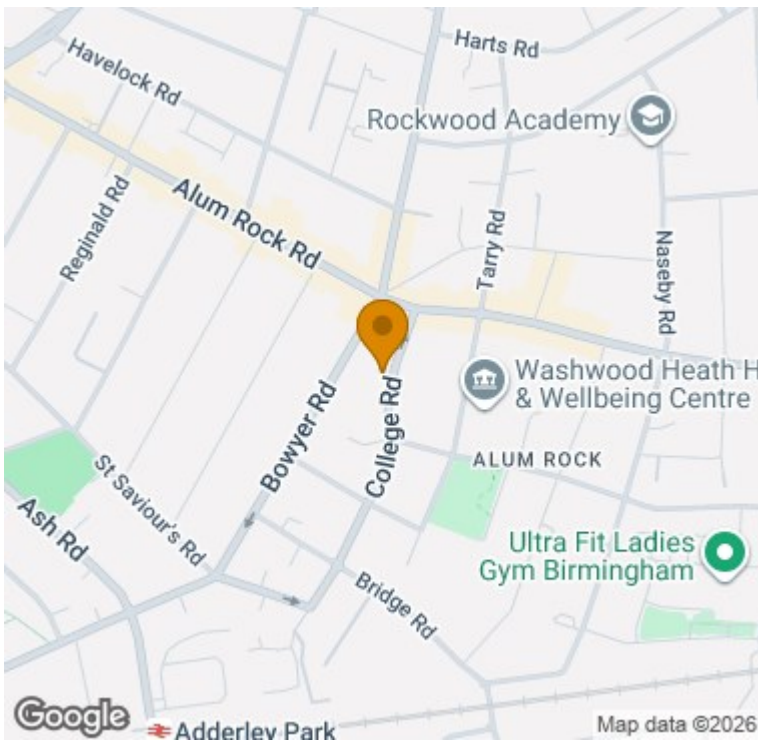 Harts Rd
Havelock Rd
Rockwood Academy
Alum Rock Rd
Reginald Rd
Tarry Rd
Naseby Rd
Washwood Heath H
& Wellbeing Centre
Bowyer Rd
College Rd
ALUM ROCK
St Saviour's Rd
Ash Rd
Ultra Fit Ladies
Gym Birmingham
Bridge Rd
Google
Adderley Park
Map data ©2026